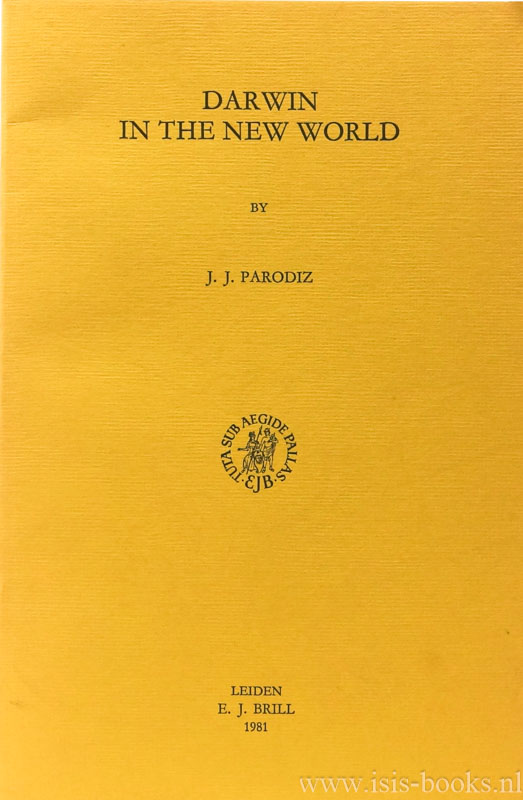 DARWIN
IN THE NEW WORLD
BY
J. J. PARODIZ
· TUTA SUB AEGIDE PALLAS ·
EJB
LEIDEN
E. J. BRILL
1981
www.isis-books.nl